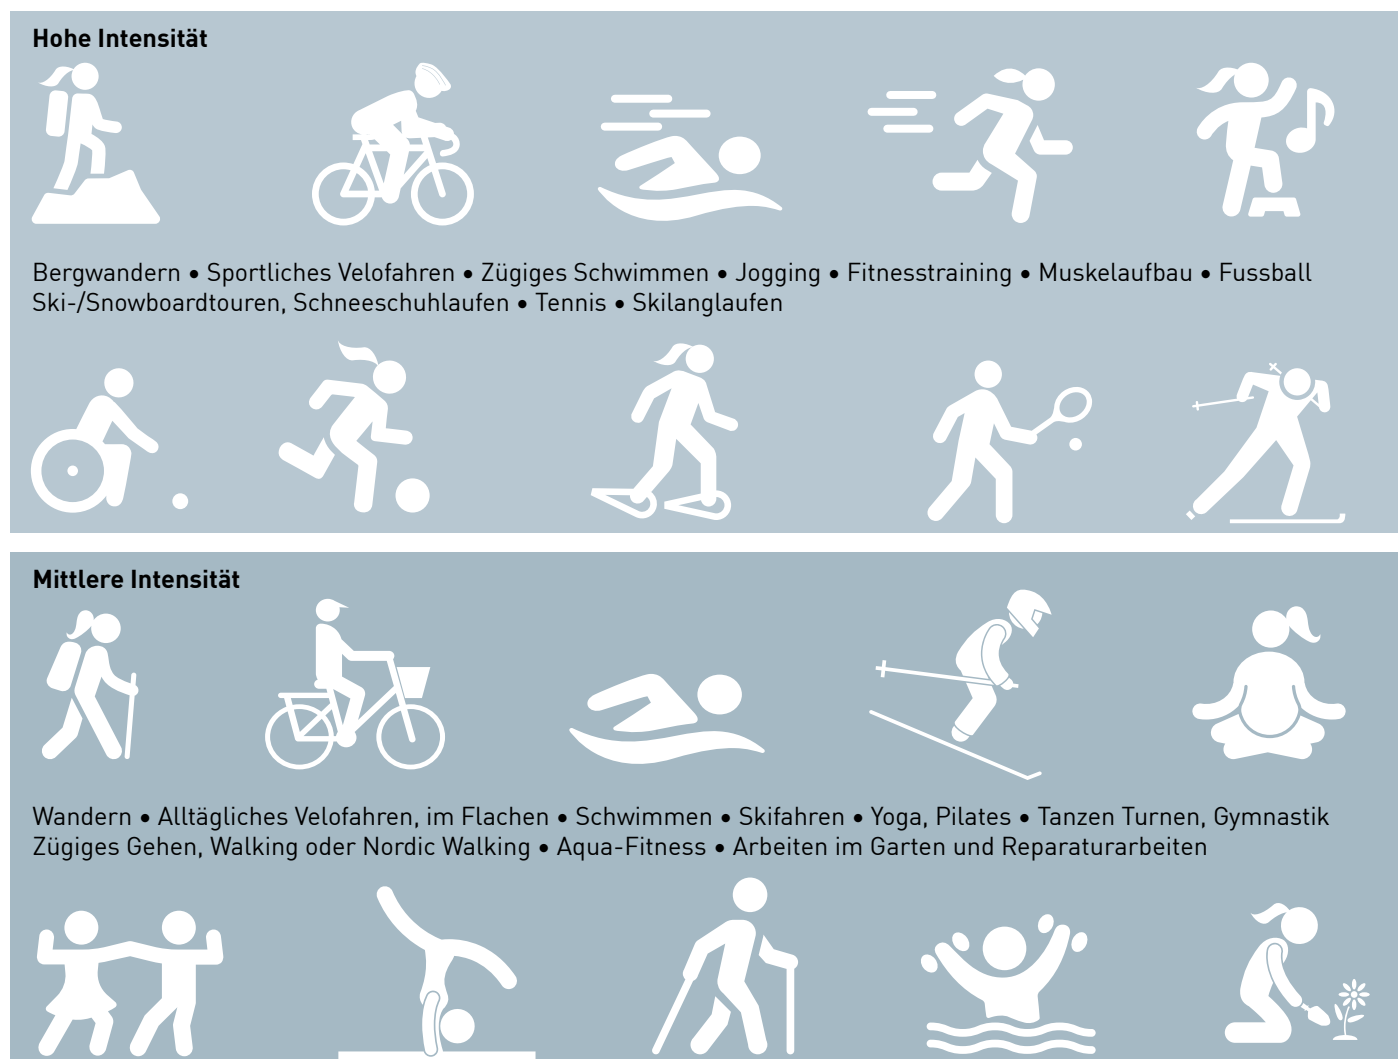 Hohe Intensität
Bergwandern • Sportliches Velofahren • Zügiges Schwimmen • Jogging • Fitnesstraining • Muskelaufbau • Fussball
Ski-/Snowboardtouren, Schneeschuhlaufen • Tennis • Skilanglaufen
Mittlere Intensität
Wandern • Alltägliches Velofahren, im Flachen • Schwimmen • Skifahren • Yoga, Pilates • Tanzen Turnen, Gymnastik
Zügiges Gehen, Walking oder Nordic Walking • Aqua-Fitness • Arbeiten im Garten und Reparaturarbeiten